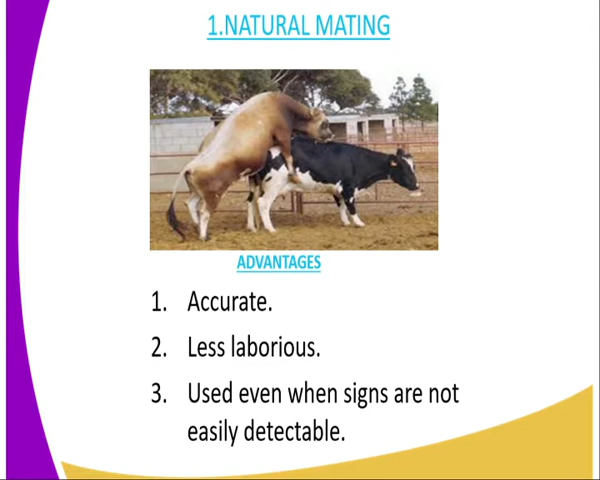 1.NATURAL MATING
ADVANTAGES
1. Accurate.
2. Less laborious.
3. Used even when signs are not
easily detectable.